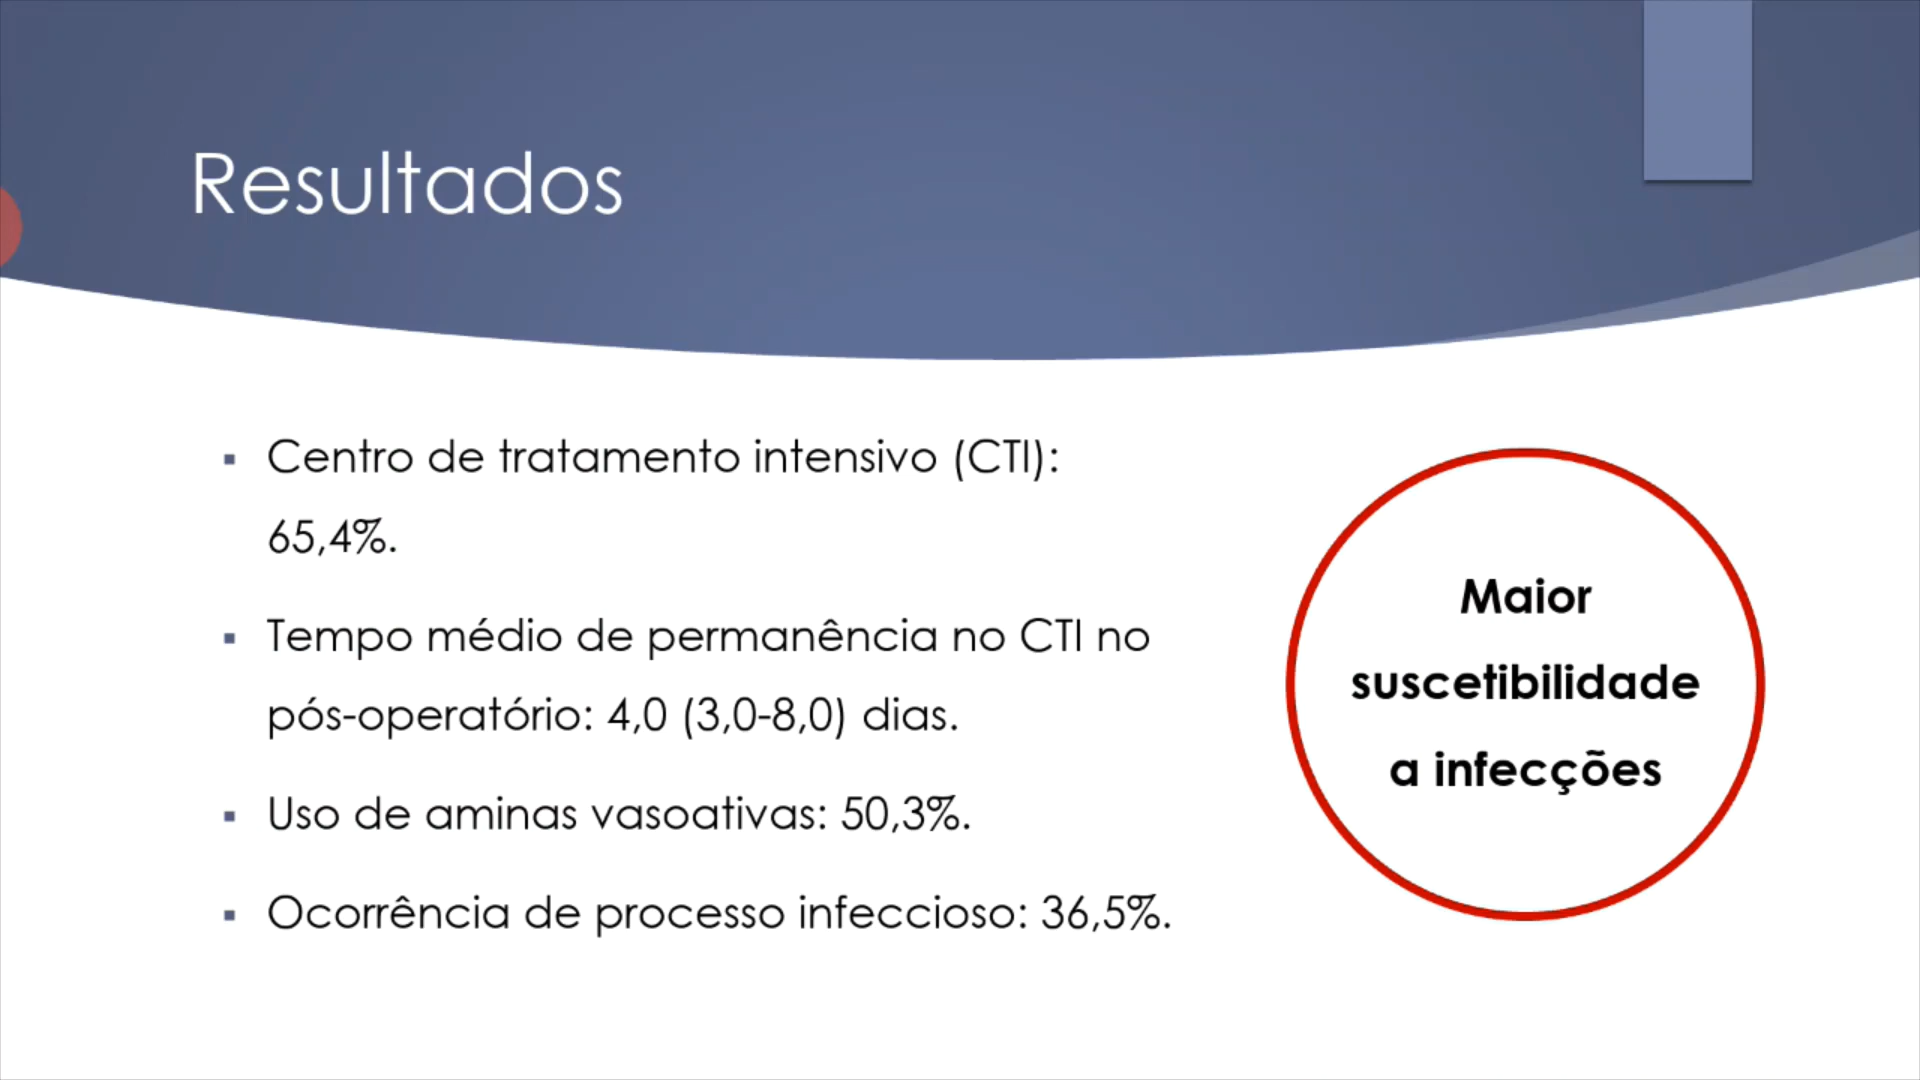 Resultados
Centro de tratamento intensivo (CTI):
65,4%.
Tempo médio de permanência no CTI no
pós-operatório: 4,0 (3,0-8,0) dias.
Uso de aminas vasoativas: 50,3%.
Ocorrência de processo infeccioso: 36,5%.
Maior
suscetibilidade
a infecções